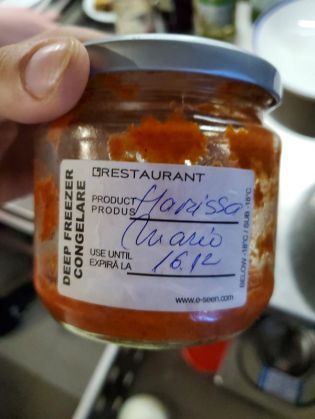 RESTAURANT
PRODUCT
PRODUS
Harissa
Mario
USE UNTIL
EXPIRĂ LA
16.12
www.e-seen.com
DEEP FREEZER
CONGELARE
BELOW -18°C / SUB -18°C